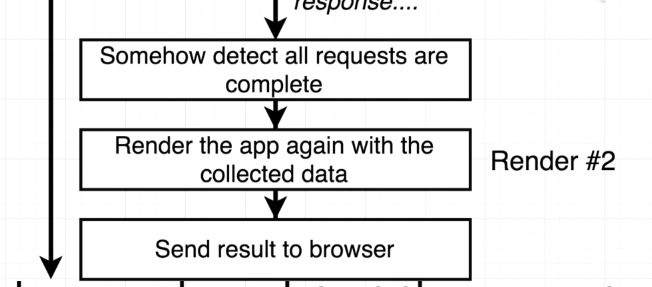 response....
Somehow detect all requests are
complete
Render the app again with the
collected data
Render #2
Send result to browser